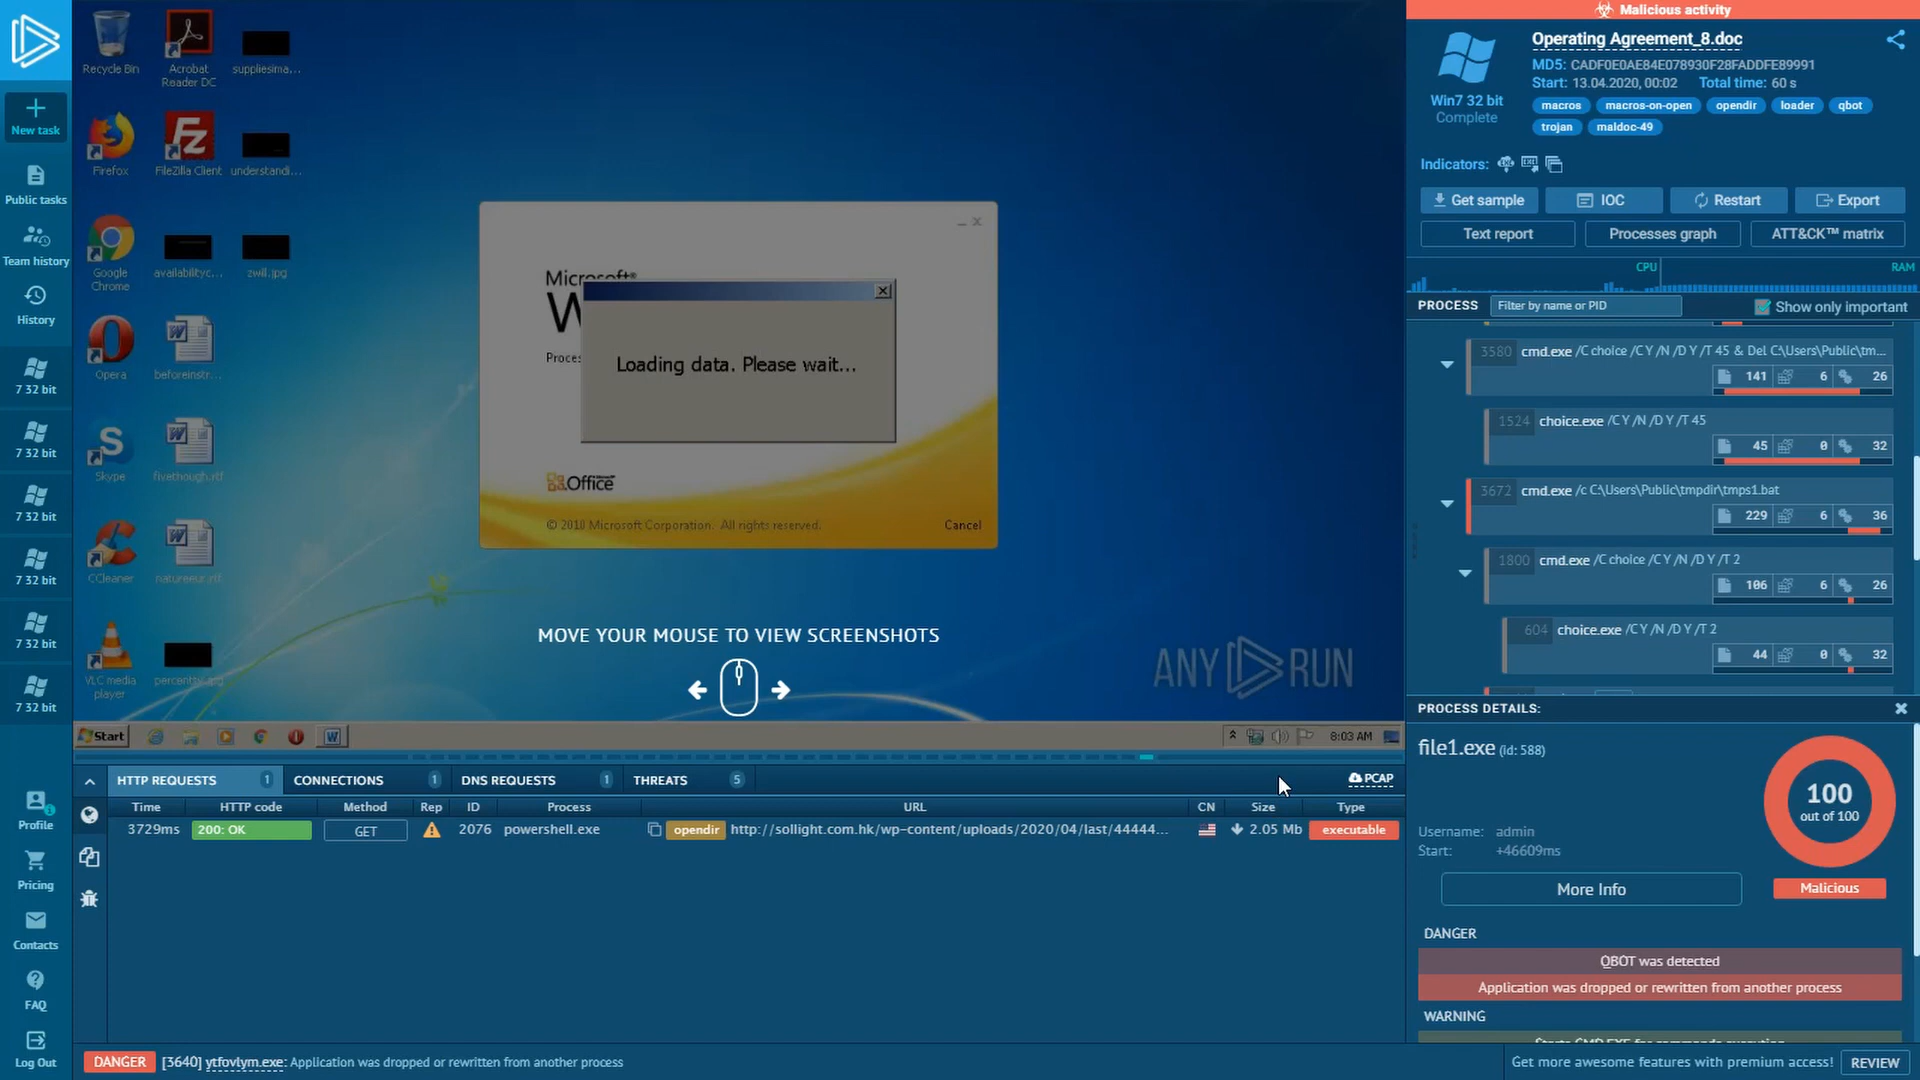 New task
Public tasks
Team history
History
7 32 bit
7 32 bit
7 32 bit
7 32 bit
7 32 bit
7 32 bit
Profile
Pricing
Contacts
FAQ
Log Out
Recycle Bin
Acrobat Reader DC
suppliesima...
Firefox
FileZilla Client
understandi...
Google Chrome
availabilityc...
zwill.jpg
Opera
beforeinstr...
Skype
fivethough.rtf
CCleaner
natureeur.rtf
VLC media player
Microsoft®
W
Proces
Loading data. Please wait...
Office
© 2010 Microsoft Corporation. All rights reserved.
Cancel
MOVE YOUR MOUSE TO VIEW SCREENSHOTS
ANY RUN
Start
8:03 AM
HTTP REQUESTS 1
CONNECTIONS 1
DNS REQUESTS 1
THREATS 5
PCAP
Time HTTP code Method Rep ID Process URL CN Size Type
3729ms 200: OK GET 2076 powershell.exe opendir http://sollight.com.hk/wp-content/uploads/2020/04/last/44444... 2.05 Mb executable
DANGER [3640] ytfovlym.exe: Application was dropped or rewritten from another process
Malicious activity
Operating Agreement_8.doc
MD5: CADF0E0AE84E078930F28FADDFE89991
Start: 13.04.2020, 00:02 Total time: 60 s
Win7 32 bit
Complete
macros macros-on-open opendir loader qbot
trojan maldoc-49
Indicators:
Get sample IOC Restart Export
Text report Processes graph ATT&CK™ matrix
CPU RAM
PROCESS Filter by name or PID Show only important
3580 cmd.exe /C choice /C Y /N /D Y /T 45 & Del C:\Users\Public\tm...
141 6 26
1524 choice.exe /C Y /N /D Y /T 45
45 0 32
3672 cmd.exe /c C:\Users\Public\tmpdir\tmps1.bat
229 6 36
1800 cmd.exe /C choice /C Y /N /D Y /T 2
106 6 26
604 choice.exe /C Y /N /D Y /T 2
44 0 32
PROCESS DETAILS:
file1.exe (id: 588)
100
out of 100
Username: admin
Start: +46609ms
More Info
Malicious
DANGER
QBOT was detected
Application was dropped or rewritten from another process
WARNING
Get more awesome features with premium access! REVIEW